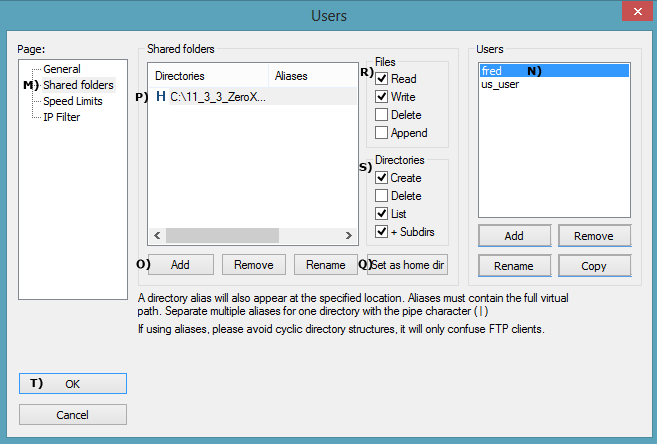 Users
Page:
General
M) Shared folders
Speed Limits
IP Filter
Shared folders
Directories Aliases
P) H C:\11_3_3_ZeroX...
O) Add Remove Rename
Files
R) Read
Write
Delete
Append
Directories
S) Create
Delete
List
+ Subdirs
Q) Set as home dir
Users
fred N)
us_user
Add Remove
Rename Copy
A directory alias will also appear at the specified location. Aliases must contain the full virtual
path. Separate multiple aliases for one directory with the pipe character ( | )
If using aliases, please avoid cyclic directory structures, it will only confuse FTP clients.
T) OK
Cancel